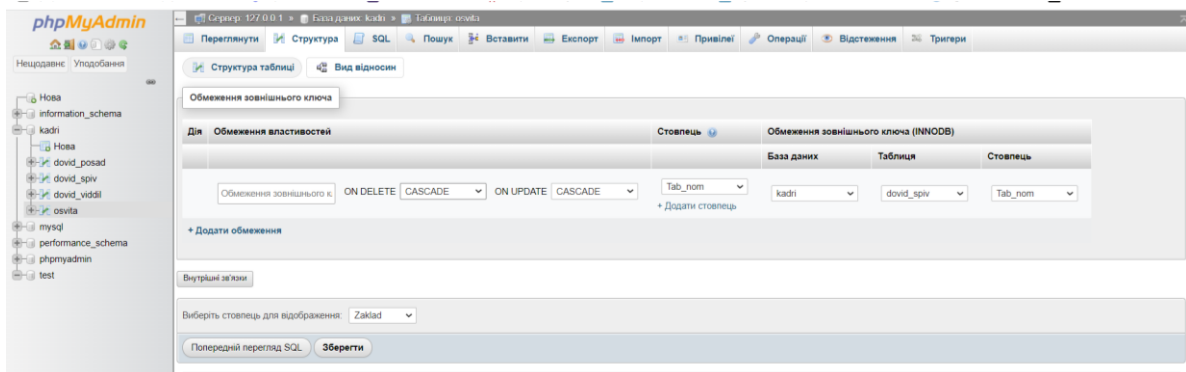 phpMyAdmin
Сервер: 127.0.0.1 » База даних: kadri » Таблиця: osvita
Переглянути Структура SQL Пошук Вставити Експорт Імпорт Привілеї Операції Відстеження Тригери
Нещодавнє Уподобання
Структура таблиці Вид відносин
Нова
information_schema
kadri
Нова
dovid_posad
dovid_spiv
dovid_viddil
osvita
mysql
performance_schema
phpmyadmin
test
Обмеження зовнішнього ключа
Дія Обмеження властивостей Стовпець Обмеження зовнішнього ключа (INNODB)
База даних Таблиця Стовпець
Обмеження зовнішнього к ON DELETE CASCADE ON UPDATE CASCADE Tab_nom kadri dovid_spiv Tab_nom
+ Додати стовпець
+ Додати обмеження
Внутрішні зв'язки
Виберіть стовпець для відображення: Zaklad
Попередній перегляд SQL Зберегти